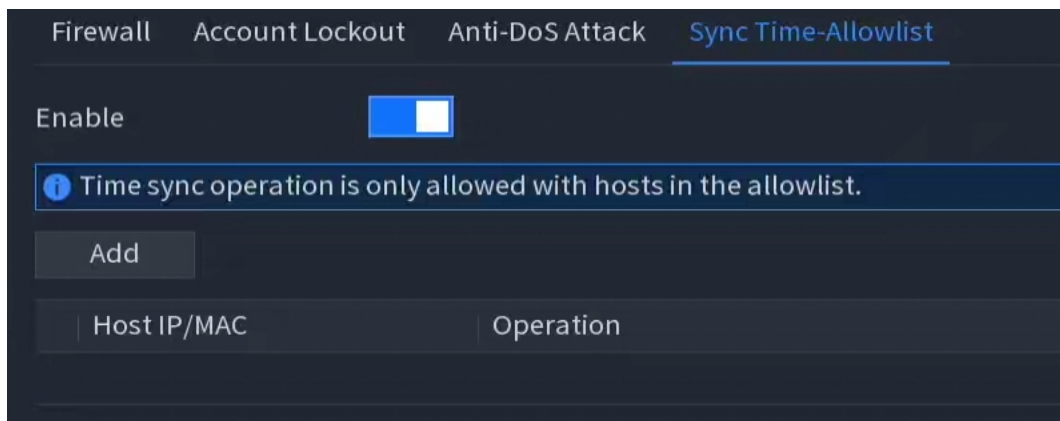 Firewall Account Lockout Anti-DoS Attack Sync Time-Allowlist
Enable
Time sync operation is only allowed with hosts in the allowlist.
Add
Host IP/MAC Operation